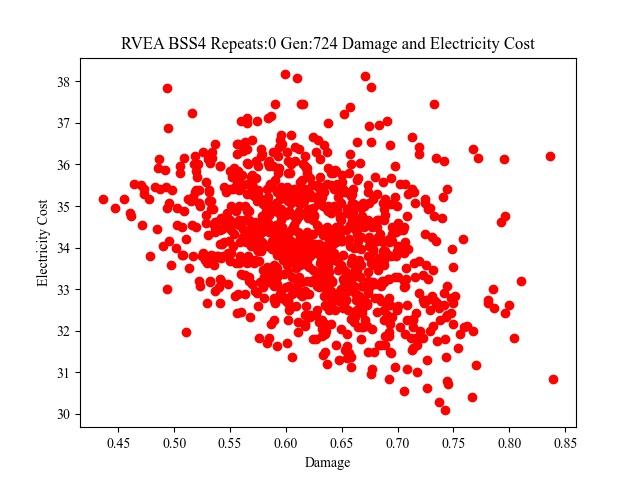 RVEA BSS4 Repeats:0 Gen:724 Damage and Electricity Cost
38
37
36
35
34
33
32
31
30
Electricity Cost
0.45 0.50 0.55 0.60 0.65 0.70 0.75 0.80 0.85
Damage